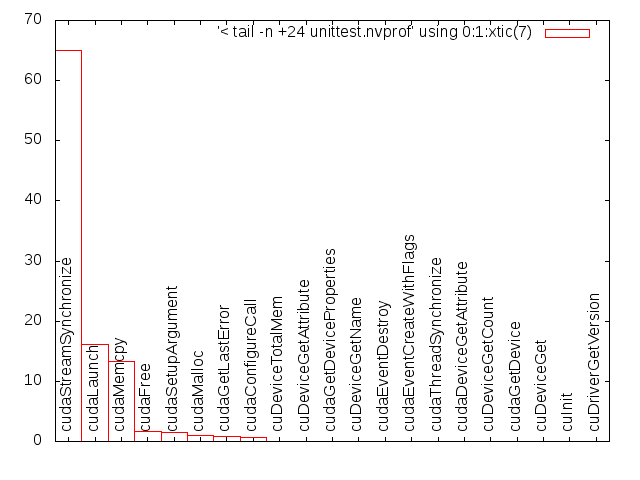 '< tail -n +24 unittest.nvprof' using 0:1:xtic(7)
70
60
50
40
30
20
10
0
cudaStreamSynchronize
cudaLaunch
cudaMemcpy
cudaFree
cudaSetupArgument
cudaMalloc
cudaGetLastError
cudaConfigureCall
cuDeviceTotalMem
cuDeviceGetAttribute
cudaGetDeviceProperties
cuDeviceGetName
cudaEventDestroy
cudaEventCreateWithFlags
cudaThreadSynchronize
cudaDeviceGetAttribute
cuDeviceGetCount
cudaGetDevice
cuDeviceGet
cuInit
cuDriverGetVersion